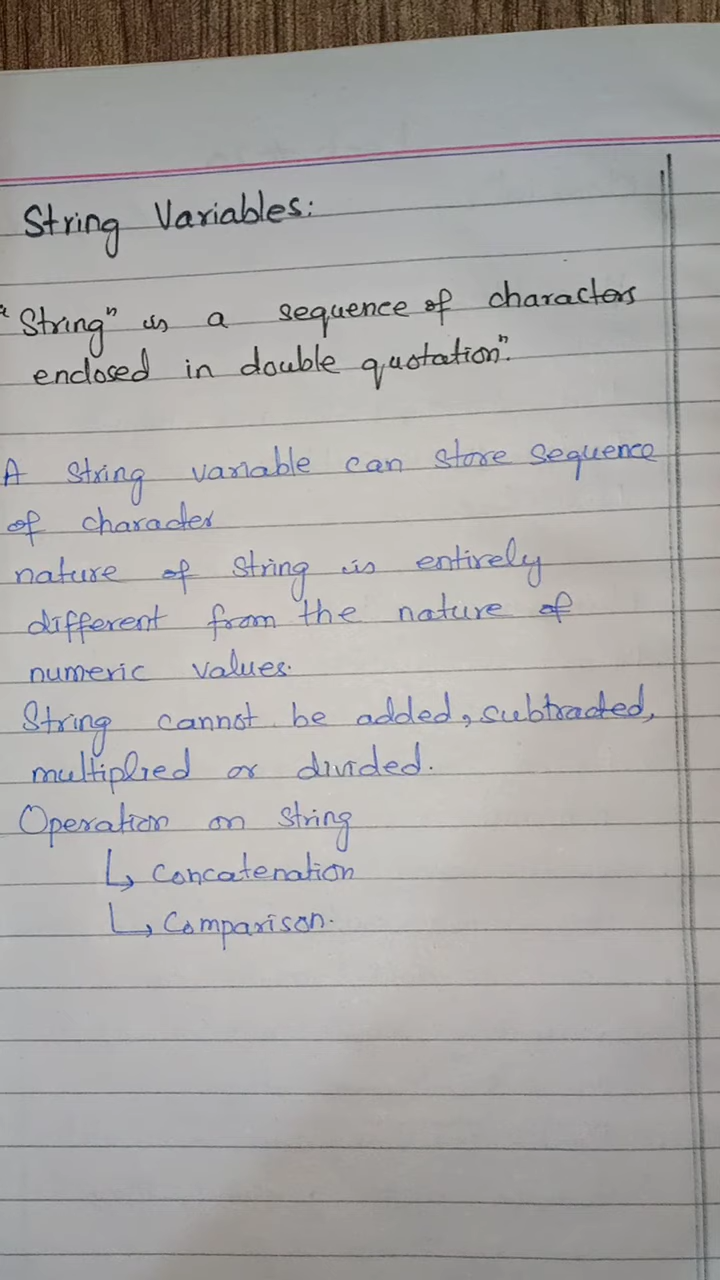 String Variables:
"String" is a sequence of characters
enclosed in double quotation".
A string variable can store sequence
of character
nature of string is entirely
different from the nature of
numeric values.
String cannot be added, subtracted,
multiplied or divided.
Operation on string
↳ Concatenation
↳ Comparison.